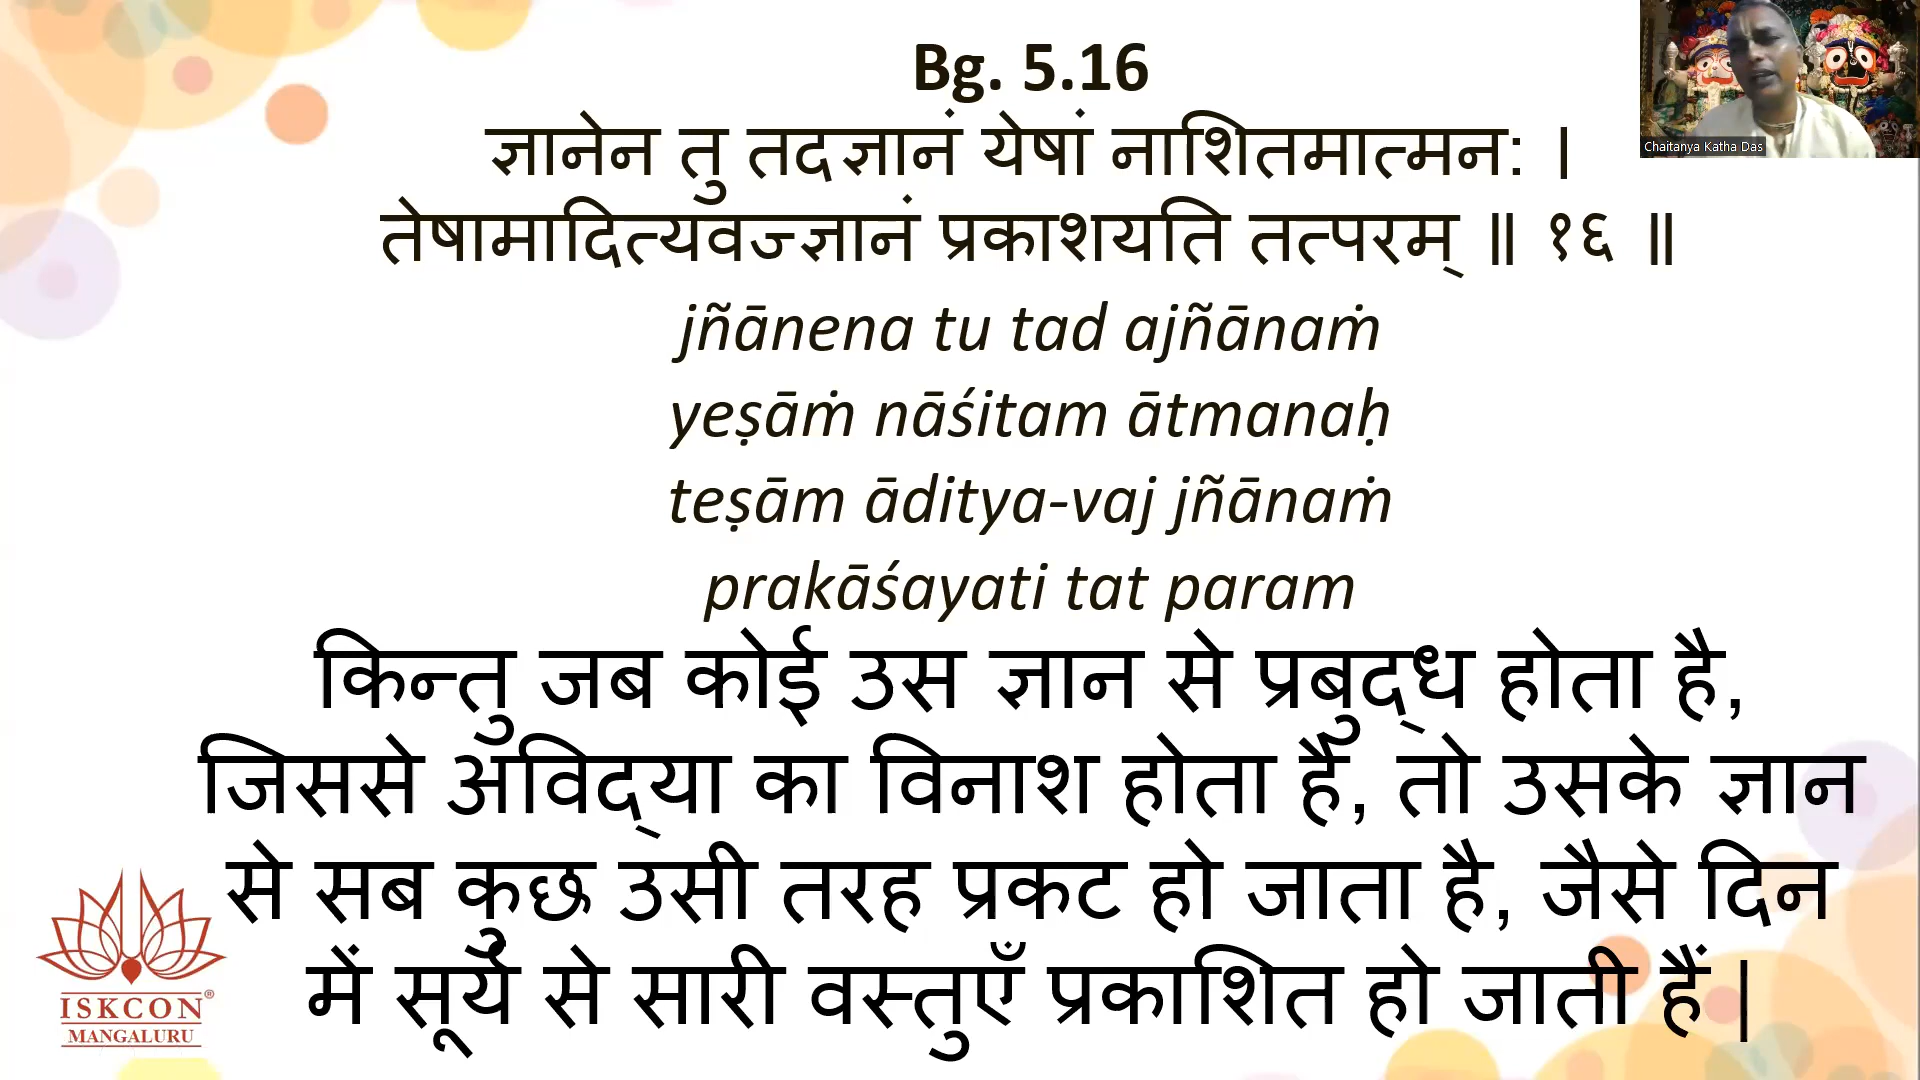 Bg. 5.16
ज्ञानेन तु तदज्ञानं येषां नाशितमात्मन: ।
तेषामादित्यवज्ज्ञानं प्रकाशयति तत्परम् ॥ १६ ॥
jñānena tu tad ajñānaṁ
yeṣāṁ nāśitam ātmanaḥ
teṣām āditya-vaj jñānaṁ
prakāśayati tat param
किन्तु जब कोई उस ज्ञान से प्रबुद्ध होता है,
जिससे अविद्या का विनाश होता है, तो उसके ज्ञान
से सब कुछ उसी तरह प्रकट हो जाता है, जैसे दिन
में सूर्य से सारी वस्तुएँ प्रकाशित हो जाती हैं |
Chaitanya Katha Das
ISKCON®
MANGALURU